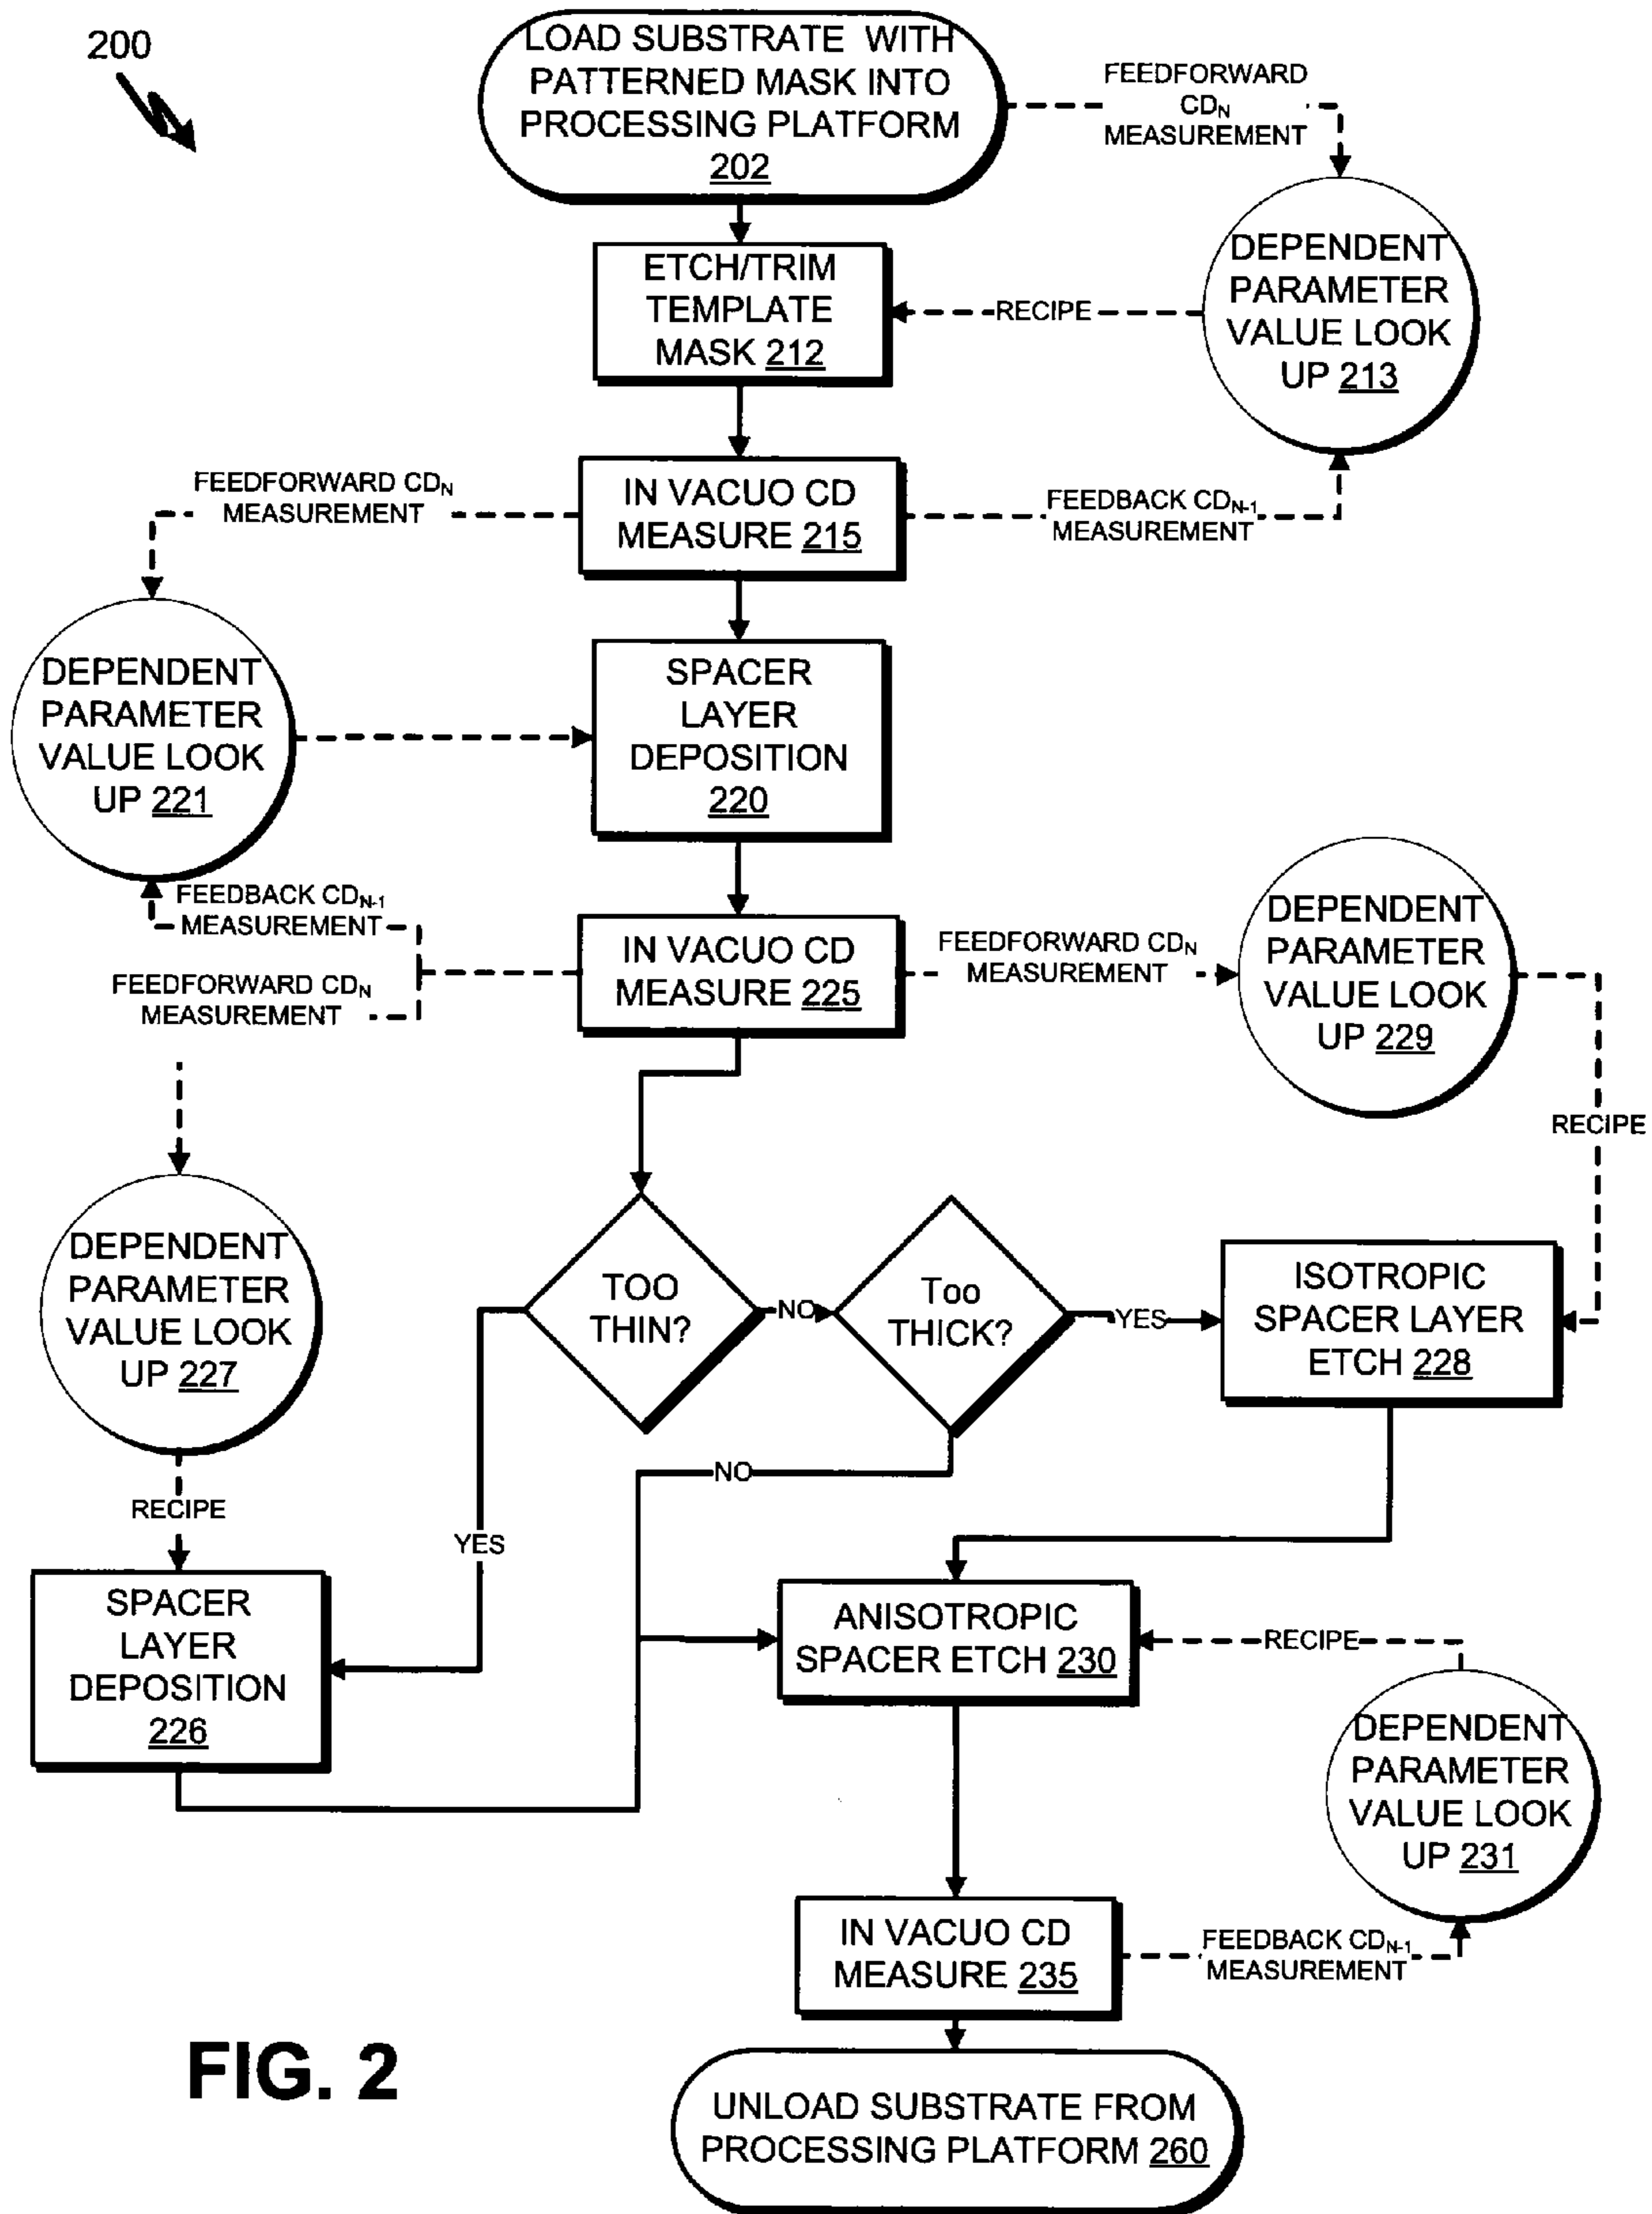 200
LOAD SUBSTRATE WITH
PATTERNED MASK INTO
PROCESSING PLATFORM
202
FEEDFORWARD
CDN
MEASUREMENT
ETCH/TRIM
TEMPLATE
MASK 212
RECIPE
DEPENDENT
PARAMETER
VALUE LOOK
UP 213
FEEDFORWARD CDN
MEASUREMENT
IN VACUO CD
MEASURE 215
FEEDBACK CDN-1
MEASUREMENT
DEPENDENT
PARAMETER
VALUE LOOK
UP 221
SPACER
LAYER
DEPOSITION
220
FEEDBACK CDN-1
MEASUREMENT
FEEDFORWARD CDN
MEASUREMENT
IN VACUO CD
MEASURE 225
FEEDFORWARD CDN
MEASUREMENT
DEPENDENT
PARAMETER
VALUE LOOK
UP 229
RECIPE
DEPENDENT
PARAMETER
VALUE LOOK
UP 227
TOO
THIN?
NO
Too
THICK?
YES
ISOTROPIC
SPACER LAYER
ETCH 228
NO
RECIPE
YES
SPACER
LAYER
DEPOSITION
226
ANISOTROPIC
SPACER ETCH 230
RECIPE
DEPENDENT
PARAMETER
VALUE LOOK
UP 231
IN VACUO CD
MEASURE 235
FEEDBACK CDN-1
MEASUREMENT
FIG. 2
UNLOAD SUBSTRATE FROM
PROCESSING PLATFORM 260